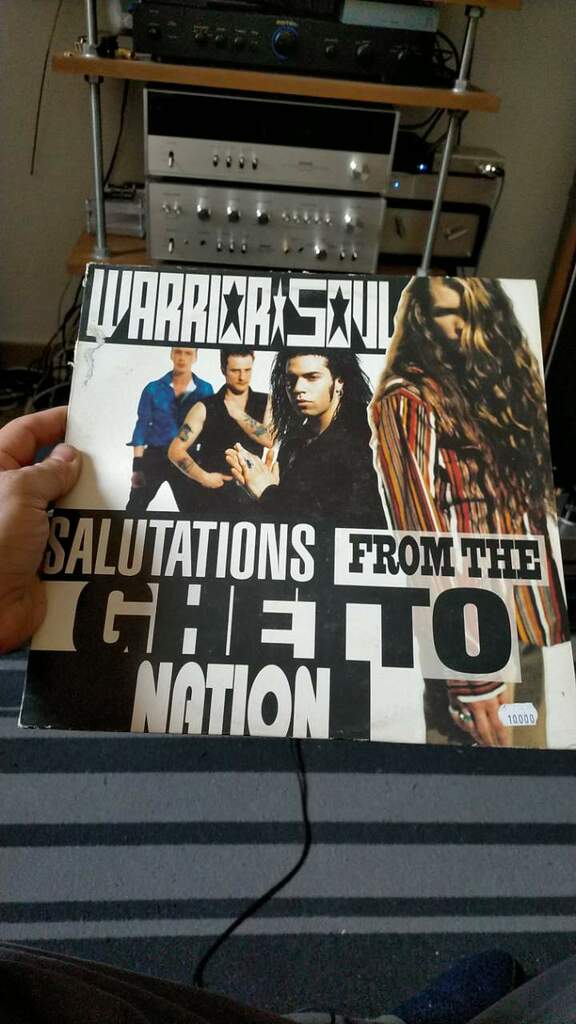 WARRIOR SOUL
SALUTATIONS
FROM THE
GHETTO
NATION
10000